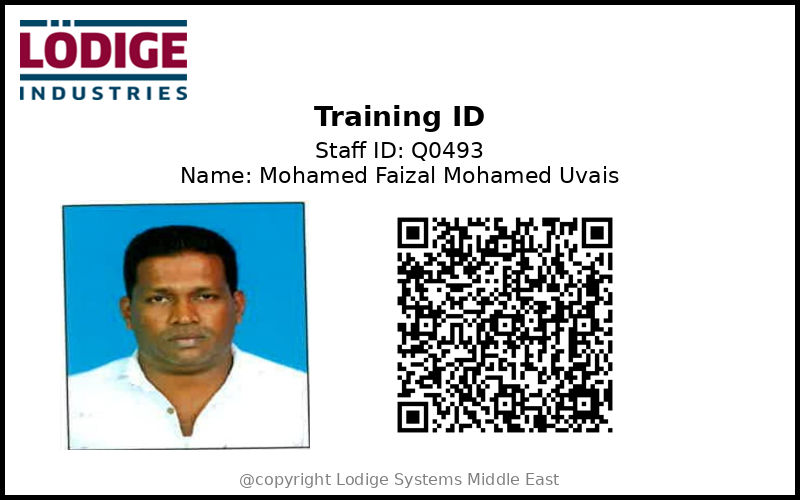 LÖDIGE
INDUSTRIES
Training ID
Staff ID: Q0493
Name: Mohamed Faizal Mohamed Uvais
@copyright Lodige Systems Middle East